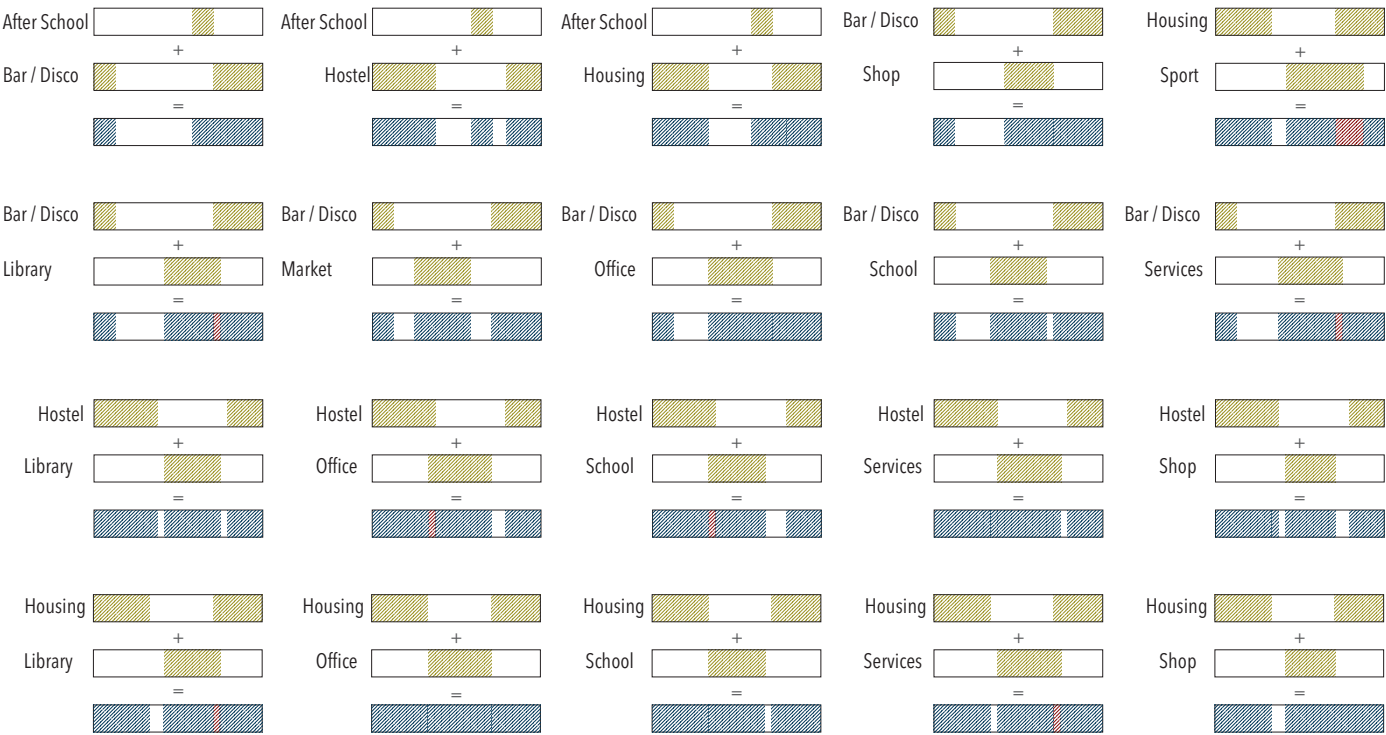 After School
+
Bar / Disco
=
After School
+
Hostel
=
After School
+
Housing
=
Bar / Disco
+
Shop
=
Housing
+
Sport
=
Bar / Disco
+
Library
=
Bar / Disco
+
Market
=
Bar / Disco
+
Office
=
Bar / Disco
+
School
=
Bar / Disco
+
Services
=
Hostel
+
Library
=
Hostel
+
Office
=
Hostel
+
School
=
Hostel
+
Services
=
Hostel
+
Shop
=
Housing
+
Library
=
Housing
+
Office
=
Housing
+
School
=
Housing
+
Services
=
Housing
+
Shop
=